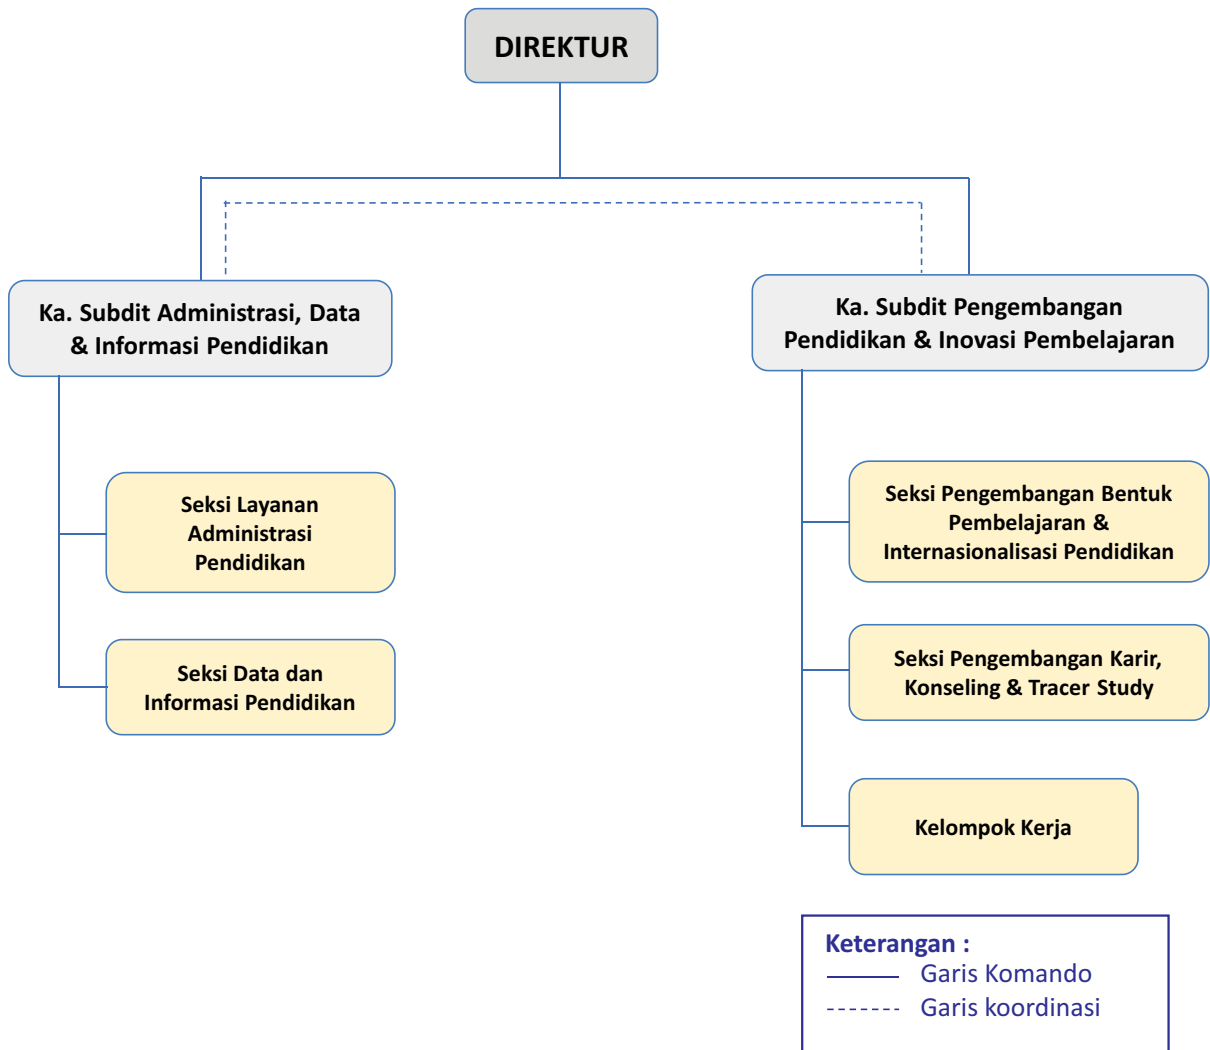 DIREKTUR
Ka. Subdit Administrasi, Data
& Informasi Pendidikan
Ka. Subdit Pengembangan
Pendidikan & Inovasi Pembelajaran
Seksi Layanan
Administrasi
Pendidikan
Seksi Data dan
Informasi Pendidikan
Seksi Pengembangan Bentuk
Pembelajaran &
Internasionalisasi Pendidikan
Seksi Pengembangan Karir,
Konseling & Tracer Study
Kelompok Kerja
Keterangan :
Garis Komando
Garis koordinasi